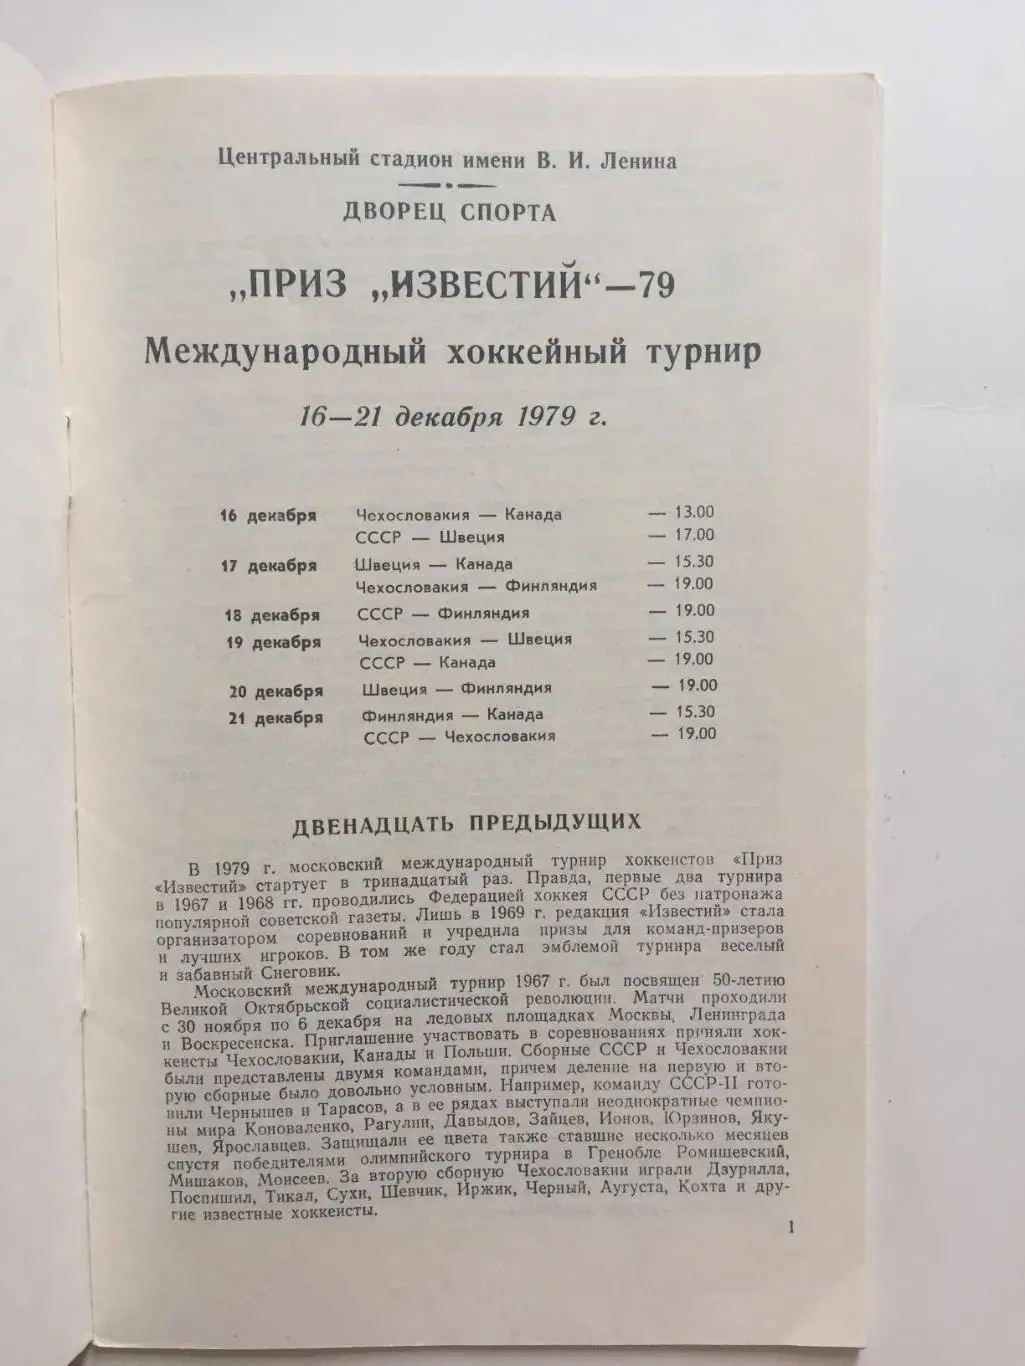 Центральный стадион имени В. И. Ленина
ДВОРЕЦ СПОРТА
„ПРИЗ „ИЗВЕСТИЙ“—79
Международный хоккейный турнир
16—21 декабря 1979 г.
16 декабря Чехословакия — Канада — 13.00
СССР — Швеция — 17.00
17 декабря Швеция — Канада — 15.30
Чехословакия — Финляндия — 19.00
18 декабря СССР — Финляндия — 19.00
19 декабря Чехословакия — Швеция — 15.30
СССР — Канада — 19.00
20 декабря Швеция — Финляндия — 19.00
21 декабря Финляндия — Канада — 15.30
СССР — Чехословакия — 19.00
ДВЕНАДЦАТЬ ПРЕДЫДУЩИХ
В 1979 г. московский международный турнир хоккеистов «Приз
«Известий» стартует в тринадцатый раз. Правда, первые два турнира
в 1967 и 1968 гг. проводились Федерацией хоккея СССР без патронажа
популярной советской газеты. Лишь в 1969 г. редакция «Известий» стала
организатором соревнований и учредила призы для команд-призеров
и лучших игроков. В том же году стал эмблемой турнира веселый
и забавный Снеговик.
Московский международный турнир 1967 г. был посвящен 50-летию
Великой Октябрьской социалистической революции. Матчи проходили
с 30 ноября по 6 декабря на ледовых площадках Москвы, Ленинграда
и Воскресенска. Приглашение участвовать в соревнованиях приняли хок-
кеисты Чехословакии, Канады и Польши. Сборные СССР и Чехословакии
были представлены двумя командами, причем деление на первую и вто-
рую сборные было довольно условным. Например, команду СССР-II гото-
вили Чернышев и Тарасов, а в ее рядах выступали неоднократные чемпио-
ны мира Коноваленко, Рагулин, Давыдов, Зайцев, Ионов, Юрзинов, Яку-
шев, Ярославцев. Защищали ее цвета также ставшие несколько месяцев
спустя победителями олимпийского турнира в Гренобле Ромишевский,
Мишаков, Моисеев. За вторую сборную Чехословакии играли Дзурилла,
Поспишил, Тикал, Сухи, Шевчик, Иржик, Черный, Аугуста, Кохта и дру-
гие известные хоккеисты.
1